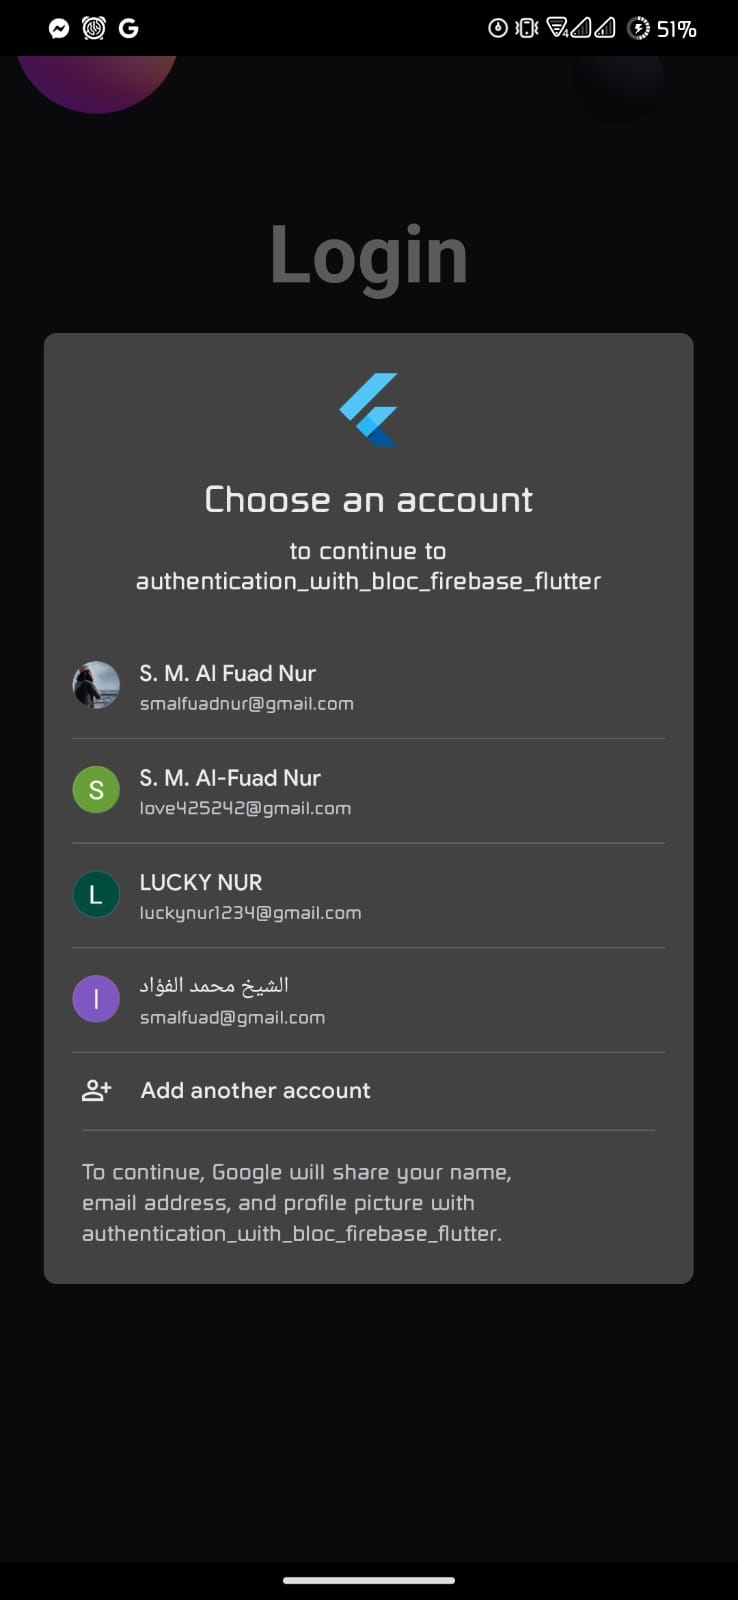 51%
Login
Choose an account
to continue to
authentication_with_bloc_firebase_flutter
S. M. Al Fuad Nur
smalfuadnur@gmail.com
S
S. M. Al-Fuad Nur
love425242@gmail.com
L
LUCKY NUR
luckynur1234@gmail.com
ا
الشيخ محمد الفؤاد
smalfuad@gmail.com
Add another account
To continue, Google will share your name,
email address, and profile picture with
authentication_with_bloc_firebase_flutter.